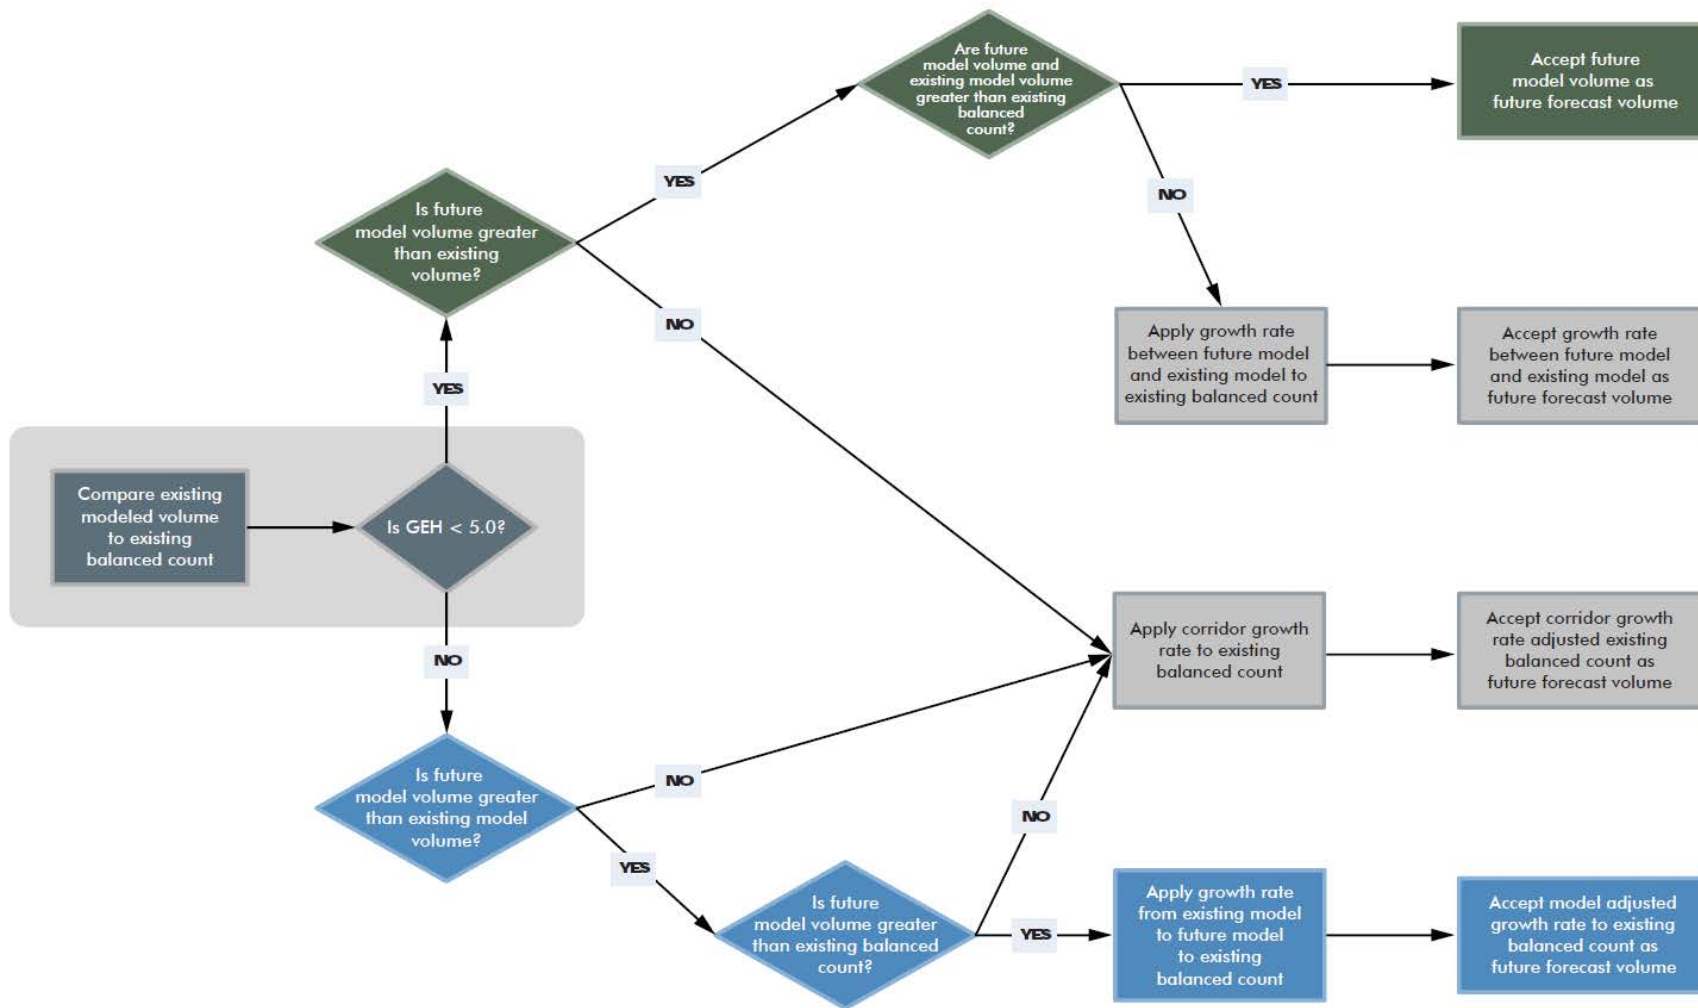 Are future
model volume and
existing model volume
greater than existing
balanced
count?
YES
Accept future
model volume as
future forecast volume
YES
NO
Is future
model volume greater
than existing
volume?
NO
Apply growth rate
between future model
and existing model to
existing balanced count
Accept growth rate
between future model
and existing model as
future forecast volume
YES
Compare existing
modeled volume
to existing
balanced count
Is GEH < 5.0?
NO
Apply corridor growth
rate to existing
balanced count
Accept corridor growth
rate adjusted existing
balanced count as
future forecast volume
Is future
model volume greater
than existing model
volume?
NO
NO
YES
Is future
model volume greater
than existing balanced
count?
YES
Apply growth rate
from existing model
to future model
to existing
balanced count
Accept model adjusted
growth rate to existing
balanced count as
future forecast volume